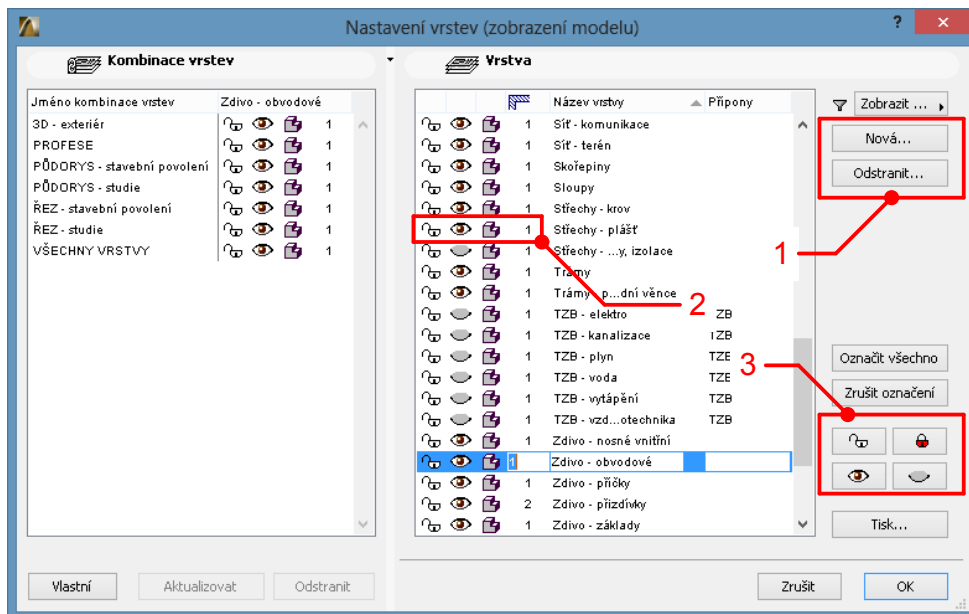 Nastavení vrstev (zobrazení modelu)
? ×
Kombinace vrstev
Jméno kombinace vrstev Zdivo - obvodové
3D - exteriér 1
PROFESE 1
PŮDORYS - stavební povolení 1
PŮDORYS - studie 1
ŘEZ - stavební povolení 1
ŘEZ - studie 1
VŠECHNY VRSTVY 1
Vrstva
Název vrstvy Přípony
1 Síť - komunikace
1 Síť - terén
1 Skořepiny
1 Sloupy
1 Střechy - krov
1 Střechy - plášť
1 Střechy - ...y, izolace
1 Trámy
1 Trámy - p...dní věnce
1 TZB - elektro ZB
1 TZB - kanalizace TZB
1 TZB - plyn TZB
1 TZB - voda TZB
1 TZB - vytápění TZB
1 TZB - vzd...otechnika TZB
1 Zdivo - nosné vnitřní
1 Zdivo - obvodové
1 Zdivo - příčky
2 Zdivo - přizdívky
1 Zdivo - základy
Zobrazit ...
Nová...
Odstranit...
1
2
3
Označit všechno
Zrušit označení
Tisk...
Vlastní
Aktualizovat
Odstranit
Zrušit
OK